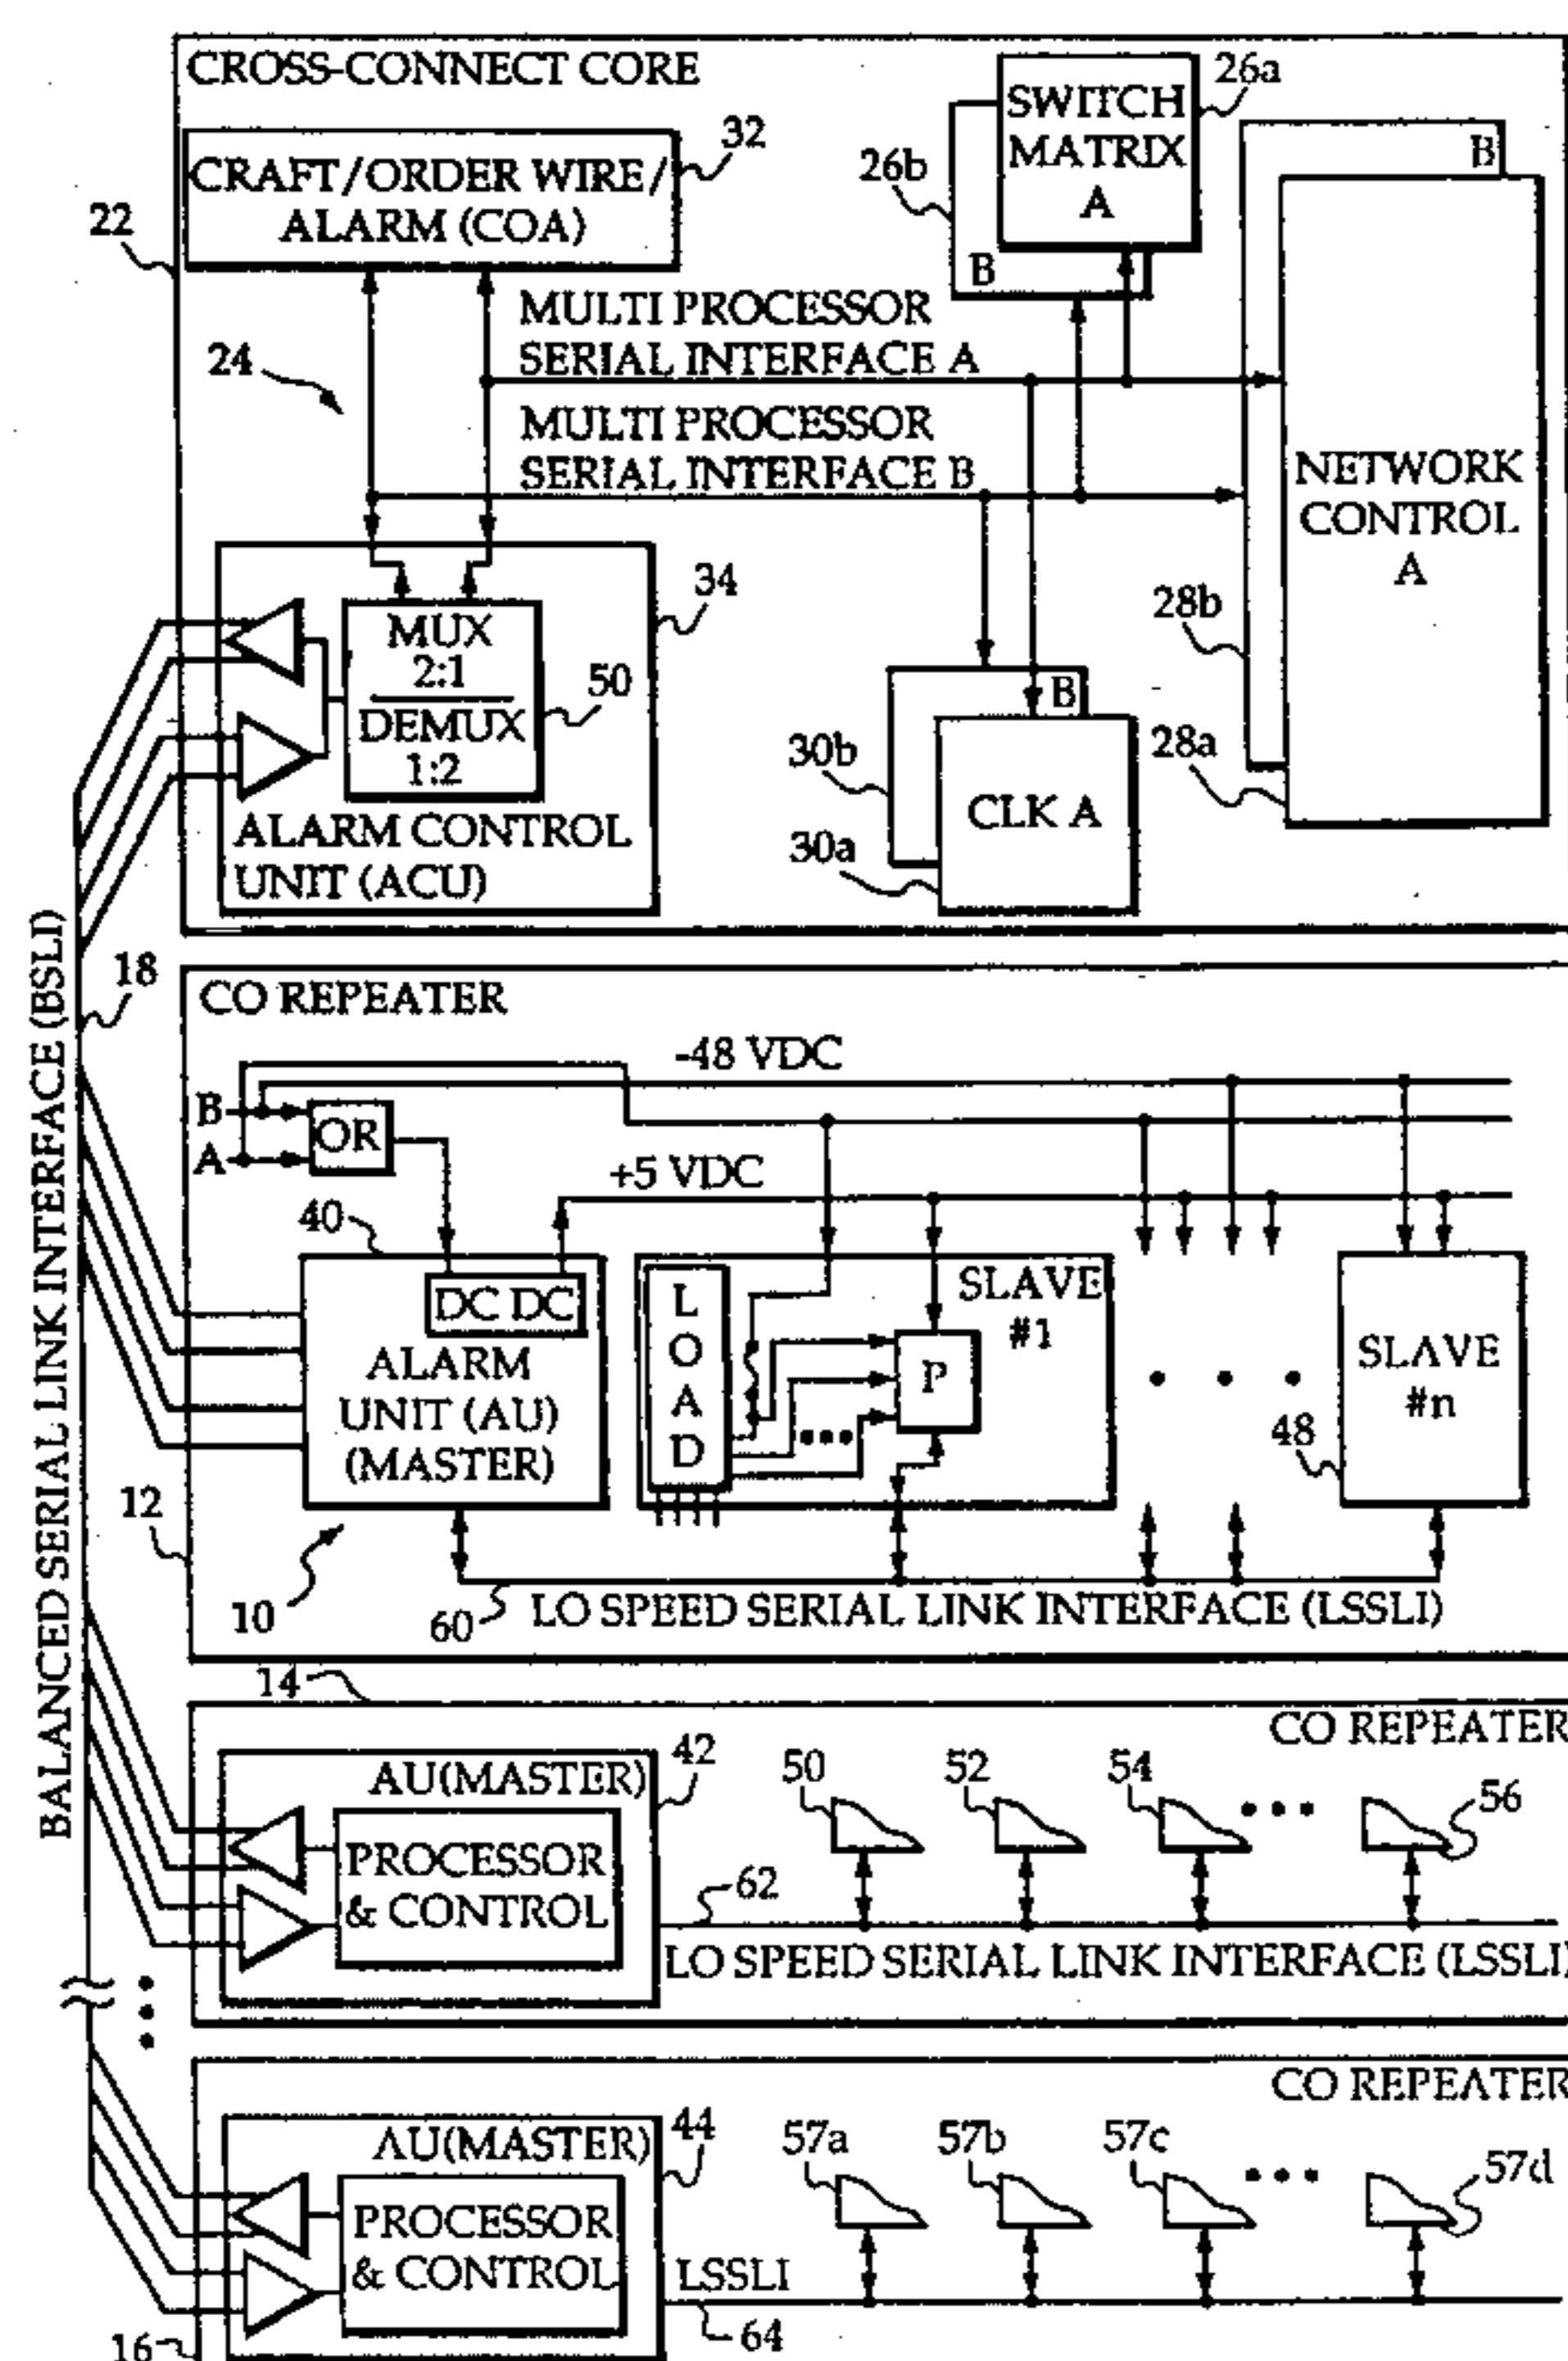 CROSS-CONNECT CORE
CRAFT/ORDER WIRE/
ALARM (COA)
32
22
24
26b
SWITCH
MATRIX
A
26a
B
B
NETWORK
CONTROL
A
28b
28a
MULTI PROCESSOR
SERIAL INTERFACE A
MULTI PROCESSOR
SERIAL INTERFACE B
MUX
2:1
DEMUX
1:2
34
50
ALARM CONTROL
UNIT (ACU)
B
30b
CLK A
30a
BALANCED SERIAL LINK INTERFACE (BSLI)
18
CO REPEATER
-48 VDC
B
A
OR
+5 VDC
40
DC DC
ALARM
UNIT (AU)
(MASTER)
L
O
A
D
SLAVE
#1
P
SLAVE
#n
48
12
10
60
LO SPEED SERIAL LINK INTERFACE (LSSLI)
14
CO REPEATER
AU(MASTER)
42
PROCESSOR
& CONTROL
50
52
54
56
62
LO SPEED SERIAL LINK INTERFACE (LSSLI)
CO REPEATER
AU(MASTER)
44
PROCESSOR
& CONTROL
57a
57b
57c
57d
LSSLI
64
16